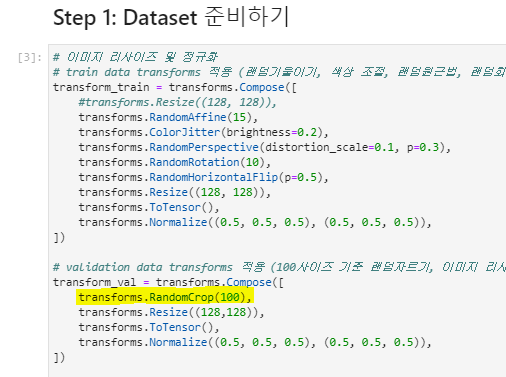 Step 1: Dataset 준비하기
[3]:
# 이미지 리사이즈 및 정규화
# train data transforms 적용 (랜덤기울이기, 색상 조절, 랜덤원근법, 랜덤회
transform_train = transforms.Compose([
#transforms.Resize((128, 128)),
transforms.RandomAffine(15),
transforms.ColorJitter(brightness=0.2),
transforms.RandomPerspective(distortion_scale=0.1, p=0.3),
transforms.RandomRotation(10),
transforms.RandomHorizontalFlip(p=0.5),
transforms.Resize((128, 128)),
transforms.ToTensor(),
transforms.Normalize((0.5, 0.5, 0.5), (0.5, 0.5, 0.5)),
])
# validation data transforms 적용 (100사이즈 기준 랜덤자르기, 이미지 리사
transform_val = transforms.Compose([
transforms.RandomCrop(100),
transforms.Resize((128,128)),
transforms.ToTensor(),
transforms.Normalize((0.5, 0.5, 0.5), (0.5, 0.5, 0.5)),
])